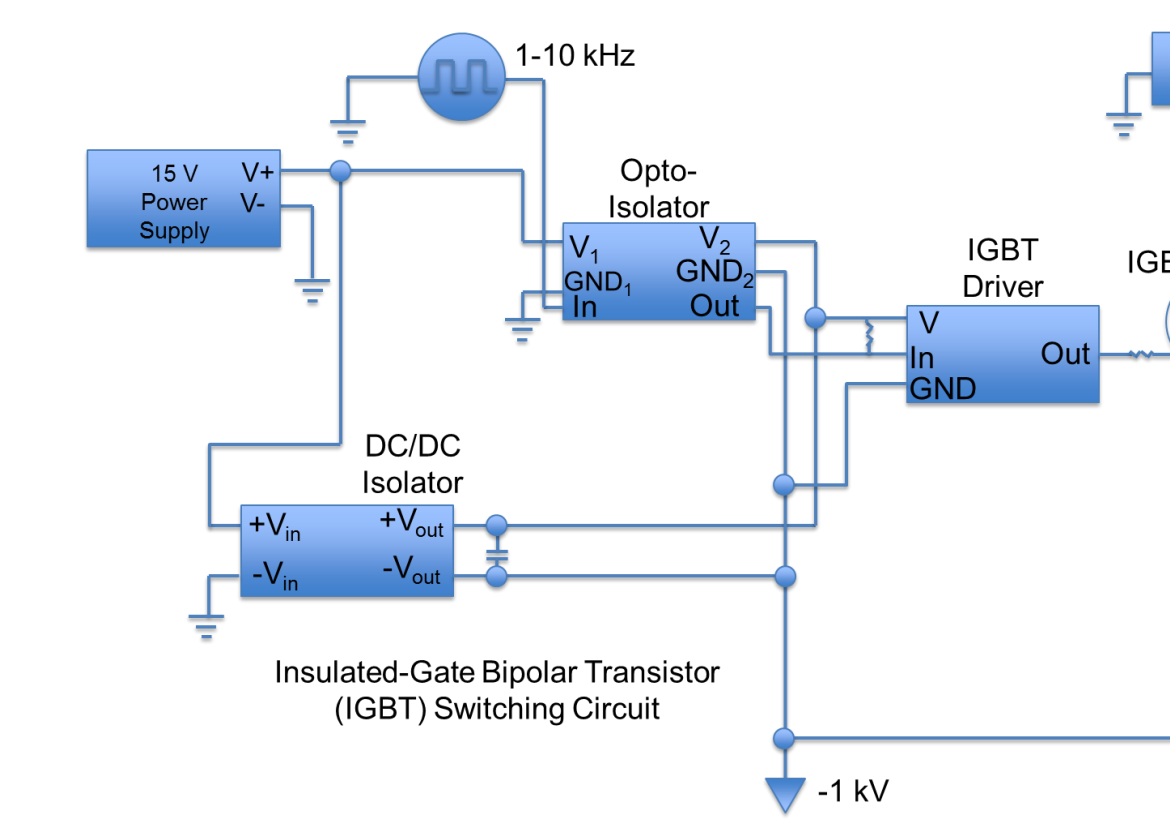 1-10 kHz
15 V
Power
Supply
V+
V-
Opto-
Isolator
V₁
GND₁
In
V₂
GND₂
Out
IGBT
Driver
V
In
GND
Out
DC/DC
Isolator
+Vin
-Vin
+Vout
-Vout
Insulated-Gate Bipolar Transistor
(IGBT) Switching Circuit
-1 kV